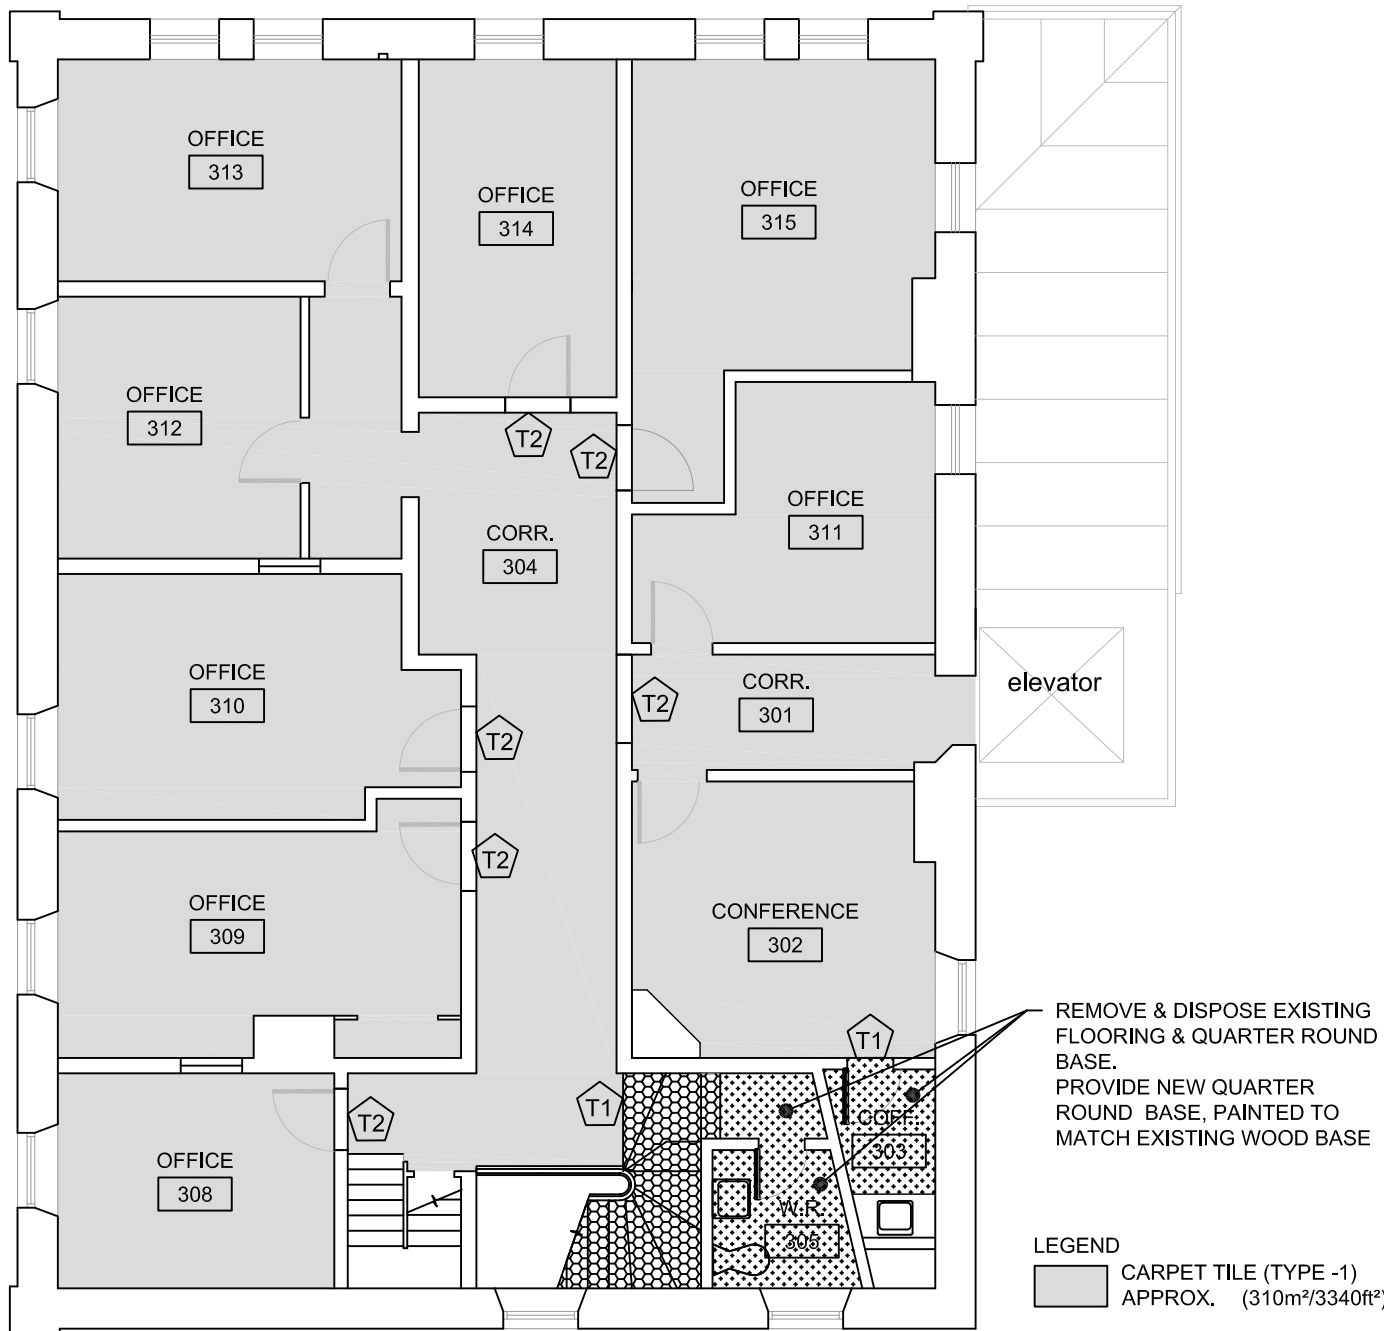 OFFICE
313
OFFICE
314
OFFICE
315
OFFICE
312
T2
T2
OFFICE
311
CORR.
304
OFFICE
310
CORR.
301
elevator
T2
T2
T2
OFFICE
309
CONFERENCE
302
T1
REMOVE & DISPOSE EXISTING
FLOORING & QUARTER ROUND
BASE.
PROVIDE NEW QUARTER
ROUND BASE, PAINTED TO
MATCH EXISTING WOOD BASE
T2
T1
COFF.
303
OFFICE
308
W.R.
305
LEGEND
CARPET TILE (TYPE -1)
APPROX. (310m²/3340ft²)